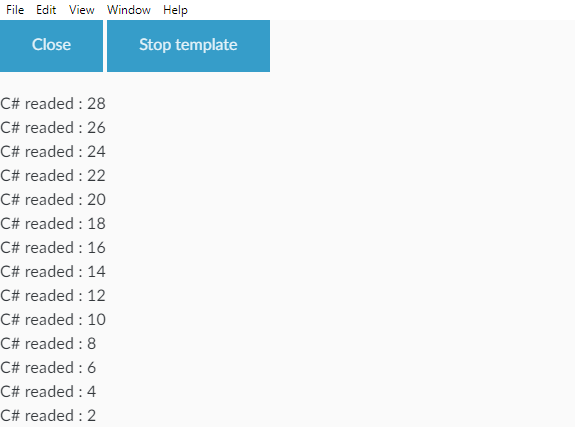 File Edit View Window Help
Close Stop template
C# readed : 28
C# readed : 26
C# readed : 24
C# readed : 22
C# readed : 20
C# readed : 18
C# readed : 16
C# readed : 14
C# readed : 12
C# readed : 10
C# readed : 8
C# readed : 6
C# readed : 4
C# readed : 2